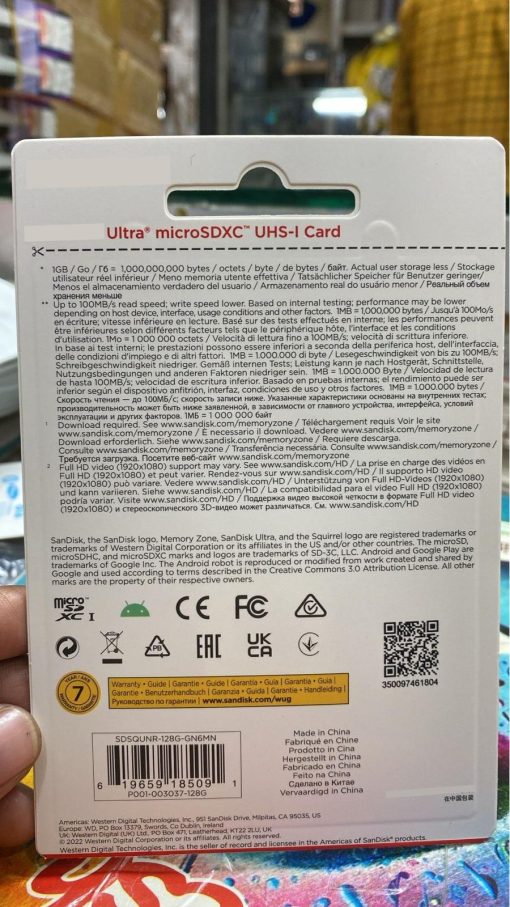 Ultra® microSDXC™ UHS-I Card
* 1GB / Go / Гб = 1,000,000,000 bytes / octets / byte / de bytes / байт. Actual user storage less / Stockage
utilisateur réel inférieur / Meno memoria utente effettiva / Tatsächlicher Speicher für Benutzer geringer/
Menos el almacenamiento verdadero del usuario / Armazenamento real do usuário menor / Реальный объем
хранения меньше
** Up to 100MB/s read speed; write speed lower. Based on internal testing; performance may be lower
depending on host device, interface, usage conditions and other factors. 1MB =1,000,000 bytes / Jusqu'à 100Mo/s
en écriture; vitesse inférieure en lecture. Basé sur des tests effectués en interne; les performances peuvent
être inférieures selon différents facteurs tels que le périphérique hôte, l'interface et les conditions
d'utilisation. 1Mo = 1 000 000 octets / Velocità di lettura fino a 100MB/s; velocità di scrittura inferiore.
In base ai test interni; le prestazioni possono essere inferiori a seconda della periferica host, dell'interfaccia,
delle condizioni d'impiego e di altri fattori. 1MB = 1.000.000 di byte / Lesegeschwindigkeit von bis zu 100MB/s;
Schreibgeschwindigkeit niedriger. Gemäß internen Tests; Leistung kann je nach Hostgerät, Schnittstelle,
Nutzungsbedingungen und anderen Faktoren niedriger sein. 1MB = 1.000.000 Byte / Velocidad de lectura
de hasta 100MB/s; velocidad de escritura inferior. Basado en pruebas internas; el rendimiento puede ser
inferior según el dispositivo anfitrión, interfaz, condiciones de uso y otros factores. 1MB = 1.000.000 bytes /
Скорость чтения — до 100МБ/с; скорость записи ниже. Указанные характеристики основаны на внутренних тестах;
производительность может быть ниже заявленной, в зависимости от главного устройства, интерфейса, условий
эксплуатации и других факторов. 1МБ = 1 000 000 байт
1 Download required. See www.sandisk.com/memoryzone / Téléchargement requis Voir le site
www.sandisk.com/memoryzone / È necessario il download. Vedere www.sandisk.com/memoryzone /
Download erforderlich. Siehe www.sandisk.com/memoryzone / Requiere descarga.
Consulte www.sandisk.com/memoryzone / Transferência necessária. Consulte www.sandisk.com/memoryzone /
Требуется загрузка. Посетите веб-сайт www.sandisk.com/memoryzone
2 Full HD video (1920x1080) support may vary. See www.sandisk.com/HD / La prise en charge des vidéos en
Full HD (1920x1080) et peut varier. Rendez-vous sur www.sandisk.com/HD / Il supporto HD video
(1920x1080) può variare. Vedere www.sandisk.com/HD / Unterstützung von Full HD-Videos (1920x1080)
und kann variieren. Siehe www.sandisk.com/HD / La compatibilidad para el video Full HD (1920x1080)
podría variar. Visite www.sandisk.com/HD / Поддержка видео высокой четкости в формате Full HD video
(1920x1080) и стереоскопического 3D-видео может различаться. См. www.sandisk.com/HD
SanDisk, the SanDisk logo, Memory Zone, SanDisk Ultra, and the Squirrel logo are registered trademarks or
trademarks of Western Digital Corporation or its affiliates in the US and/or other countries. The microSD,
microSDHC, and microSDXC marks and logos are trademarks of SD-3C, LLC. Android and Google Play are
trademarks of Google Inc. The Android robot is reproduced or modified from work created and shared by
Google and used according to terms described in the Creative Commons 3.0 Attribution License. All other
marks are the property of their respective owners.
micro SD XC I CE FC
PB EAC UK CA
350097461804
YEAR / ANS 7 WARRANTY / GARANTIE
Warranty • Guide | Garantie • Guide | Garantía • Guía | Garantia • Guia |
Garantie • Benutzerhandbuch | Garanzia • Guida | Garantie • Handleiding |
Руководство по гарантии | www.sandisk.com/wug
SDSQUNR-128G-GN6MN
6 19659 18509 1
P001-003037-128G
Made in China
Fabriqué en Chine
Prodotto in Cina
Hergestellt in China
Fabricado en China
Feito na China
Сделано в Китае
Vervaardigd in China
在中国包装
Americas: Western Digital Technologies, Inc., 951 SanDisk Drive, Milpitas, CA 95035, US
Europe: WD, PO Box 13379, Swords, Co Dublin, Ireland
UK: Western Digital (UK) Ltd., PO Box 471, Leatherhead, KT22 2LU, UK
© 2022 Western Digital Corporation or its affiliates. All rights reserved.
Western Digital Technologies, Inc. is the seller of record and licensee in the Americas of SanDisk® products.